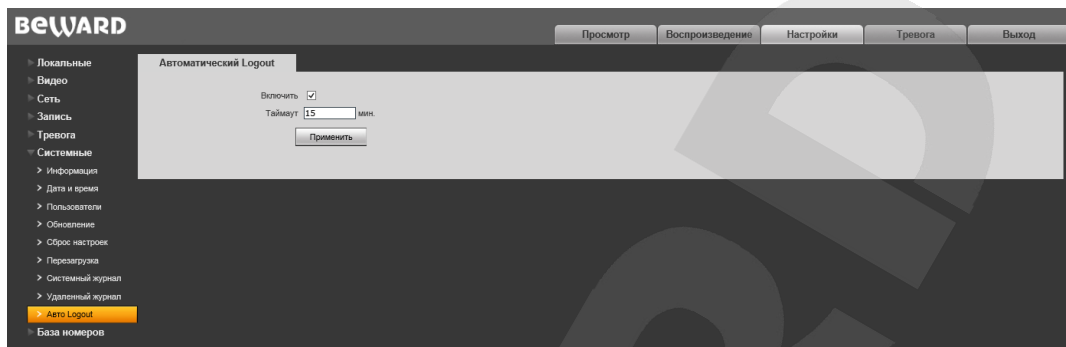 BEWARD
Просмотр
Воспроизведение
Настройки
Тревога
Выход
Локальные
Видео
Сеть
Запись
Тревога
Системные
Информация
Дата и время
Пользователи
Обновление
Сброс настроек
Перезагрузка
Системный журнал
Удаленный журнал
Авто Logout
База номеров
Автоматический Logout
Включить
Таймаут 15 мин.
Применить